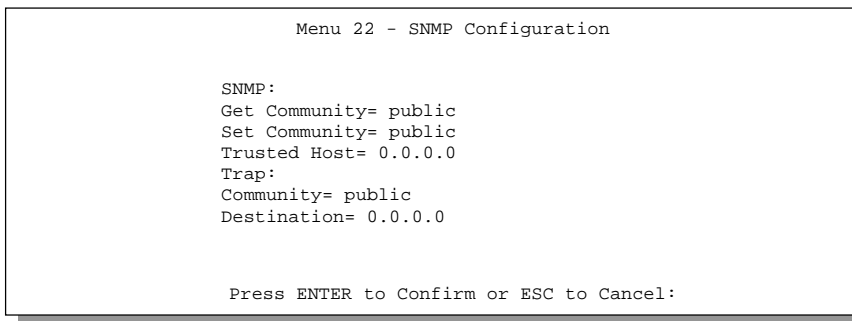 Menu 22 - SNMP Configuration
SNMP:
Get Community= public
Set Community= public
Trusted Host= 0.0.0.0
Trap:
Community= public
Destination= 0.0.0.0
Press ENTER to Confirm or ESC to Cancel: